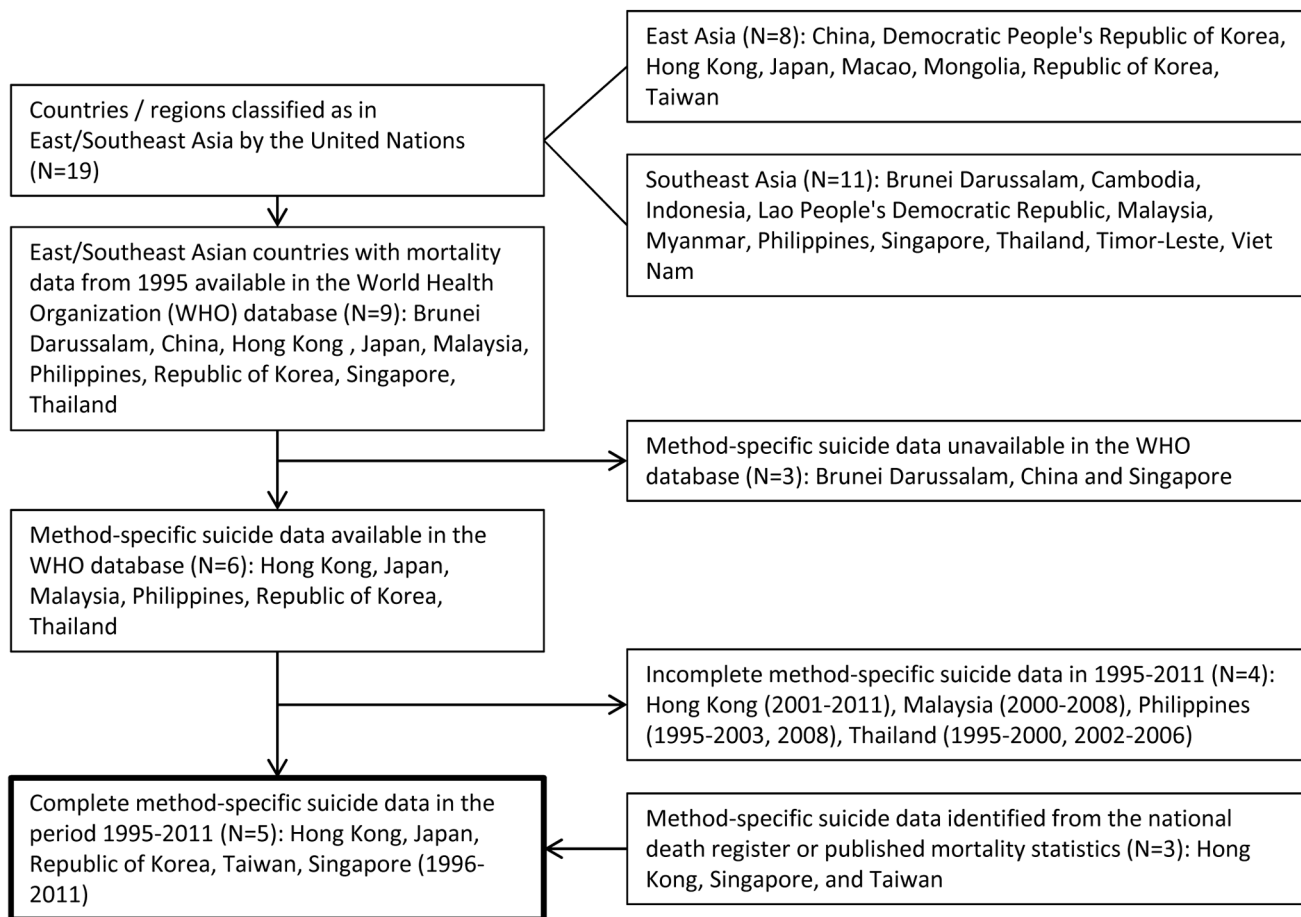 Countries / regions classified as in
East/Southeast Asia by the United Nations
(N=19)
East Asia (N=8): China, Democratic People's Republic of Korea,
Hong Kong, Japan, Macao, Mongolia, Republic of Korea,
Taiwan
Southeast Asia (N=11): Brunei Darussalam, Cambodia,
Indonesia, Lao People's Democratic Republic, Malaysia,
Myanmar, Philippines, Singapore, Thailand, Timor-Leste, Viet
Nam
East/Southeast Asian countries with mortality
data from 1995 available in the World Health
Organization (WHO) database (N=9): Brunei
Darussalam, China, Hong Kong , Japan, Malaysia,
Philippines, Republic of Korea, Singapore,
Thailand
Method-specific suicide data unavailable in the WHO
database (N=3): Brunei Darussalam, China and Singapore
Method-specific suicide data available in the
WHO database (N=6): Hong Kong, Japan,
Malaysia, Philippines, Republic of Korea,
Thailand
Incomplete method-specific suicide data in 1995-2011 (N=4):
Hong Kong (2001-2011), Malaysia (2000-2008), Philippines
(1995-2003, 2008), Thailand (1995-2000, 2002-2006)
Complete method-specific suicide data in the
period 1995-2011 (N=5): Hong Kong, Japan,
Republic of Korea, Taiwan, Singapore (1996-
2011)
Method-specific suicide data identified from the national
death register or published mortality statistics (N=3): Hong
Kong, Singapore, and Taiwan